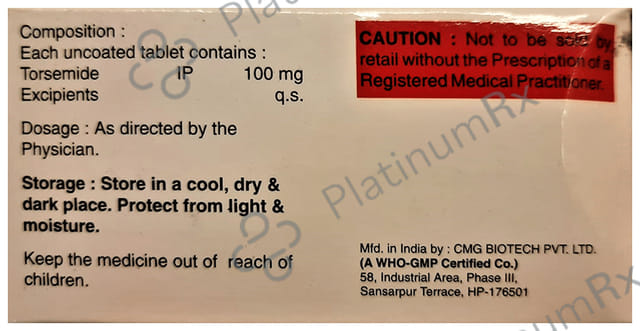 Composition :
Each uncoated tablet contains :
Torsemide IP 100 mg
Excipients q.s.
Dosage : As directed by the
Physician.
Storage : Store in a cool, dry &
dark place. Protect from light &
moisture.
Keep the medicine out of reach of
children.
CAUTION : Not to be sold by
retail without the Prescription of a
Registered Medical Practitioner.
Mfd. in India by : CMG BIOTECH PVT. LTD.
(A WHO-GMP Certified Co.)
58, Industrial Area, Phase III,
Sansarpur Terrace, HP-176501
PlatinumRx
PlatinumRx
PlatinumRx
PlatinumRx